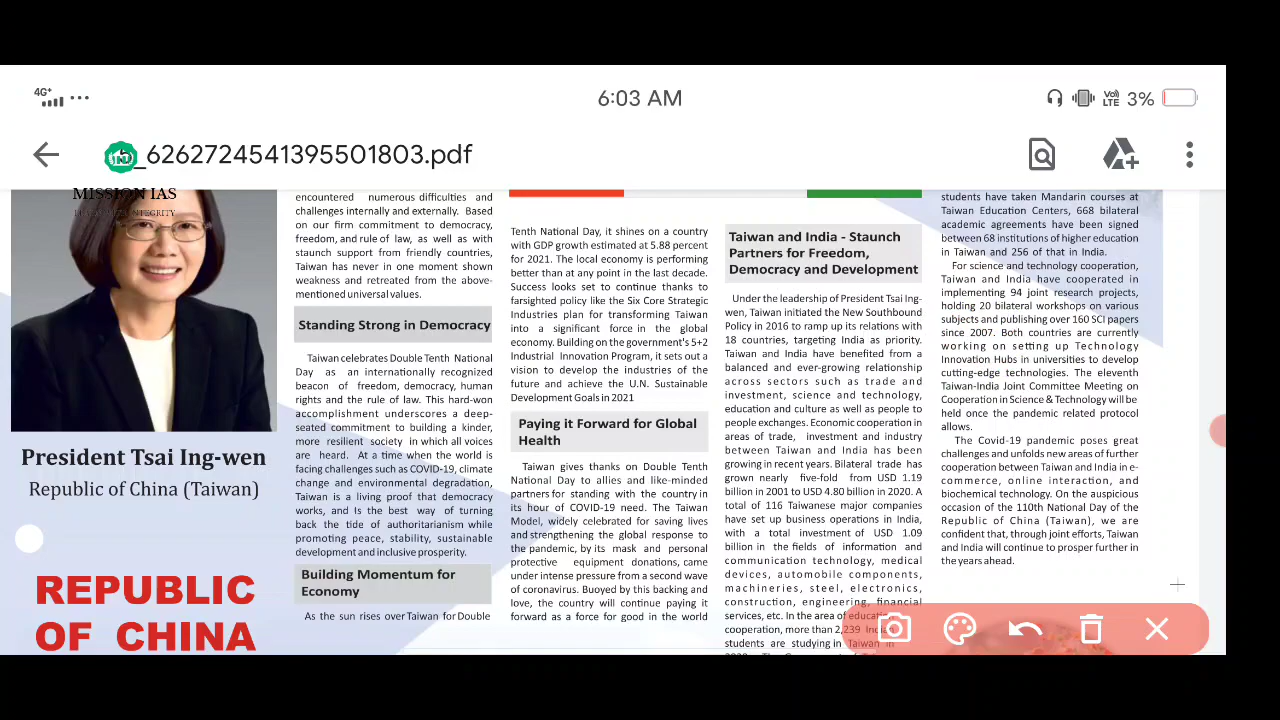 4G+
6:03 AM
Vo)
LTE
3%
_6262724541395501803.pdf
MISSION IAS
encountered numerous difficulties and
challenges internally and externally. Based
on our firm commitment to democracy,
freedom, and rule of law, as well as with
staunch support from friendly countries,
Taiwan has never in one moment shown
weakness and retreated from the above-
mentioned universal values.
Standing Strong in Democracy
Taiwan celebrates Double Tenth National
Day as an internationally recognized
beacon of freedom, democracy, human
rights and the rule of law. This hard-won
accomplishment underscores a deep-
seated commitment to building a kinder,
more resilient society in which all voices
are heard. At a time when the world is
facing challenges such as COVID-19, climate
change and environmental degradation,
Taiwan is a living proof that democracy
works, and Is the best way of turning
back the tide of authoritarianism while
promoting peace, stability, sustainable
development and inclusive prosperity.
Building Momentum for
Economy
As the sun rises over Taiwan for Double
Tenth National Day, it shines on a country
with GDP growth estimated at 5.88 percent
for 2021. The local economy is performing
better than at any point in the last decade.
Success looks set to continue thanks to
farsighted policy like the Six Core Strategic
Industries plan for transforming Taiwan
into a significant force in the global
economy. Building on the government's 5+2
Industrial Innovation Program, it sets out a
vision to develop the industries of the
future and achieve the U.N. Sustainable
Development Goals in 2021
Paying it Forward for Global
Health
Taiwan gives thanks on Double Tenth
National Day to allies and like-minded
partners for standing with the country in
its hour of COVID-19 need. The Taiwan
Model, widely celebrated for saving lives
and strengthening the global response to
the pandemic, by its mask and personal
protective equipment donations, came
under intense pressure from a second wave
of coronavirus. Buoyed by this backing and
love, the country will continue paying it
forward as a force for good in the world
Taiwan and India - Staunch
Partners for Freedom,
Democracy and Development
Under the leadership of President Tsai Ing-
wen, Taiwan initiated the New Southbound
Policy in 2016 to ramp up its relations with
18 countries, targeting India as priority.
Taiwan and India have benefited from a
balanced and ever-growing relationship
across sectors such as trade and
investment, science and technology,
education and culture as well as people to
people exchanges. Economic cooperation in
areas of trade, investment and industry
between Taiwan and India has been
growing in recent years. Bilateral trade has
grown nearly five-fold from USD 1.19
billion in 2001 to USD 4.80 billion in 2020. A
total of 116 Taiwanese major companies
have set up business operations in India,
with a total investment of USD 1.09
billion in the fields of information and
communication technology, medical
devices, automobile components,
machineries, steel, electronics,
construction, engineering, financial
services, etc. In the area of education
cooperation, more than 2,239 Indian
students are studying in Taiwan in
students have taken Mandarin courses at
Taiwan Education Centers, 668 bilateral
academic agreements have been signed
between 68 institutions of higher education
in Taiwan and 256 of that in India.
For science and technology cooperation,
Taiwan and India have cooperated in
implementing 94 joint research projects,
holding 20 bilateral workshops on various
subjects and publishing over 160 SCI papers
since 2007. Both countries are currently
working on setting up Technology
Innovation Hubs in universities to develop
cutting-edge technologies. The eleventh
Taiwan-India Joint Committee Meeting on
Cooperation in Science & Technology will be
held once the pandemic related protocol
allows.
The Covid-19 pandemic poses great
challenges and unfolds new areas of further
cooperation between Taiwan and India in e-
commerce, online interaction, and
biochemical technology. On the auspicious
occasion of the 110th National Day of the
Republic of China (Taiwan), we are
confident that, through joint efforts, Taiwan
and India will continue to prosper further in
the years ahead.
President Tsai Ing-wen
Republic of China (Taiwan)
REPUBLIC
OF CHINA